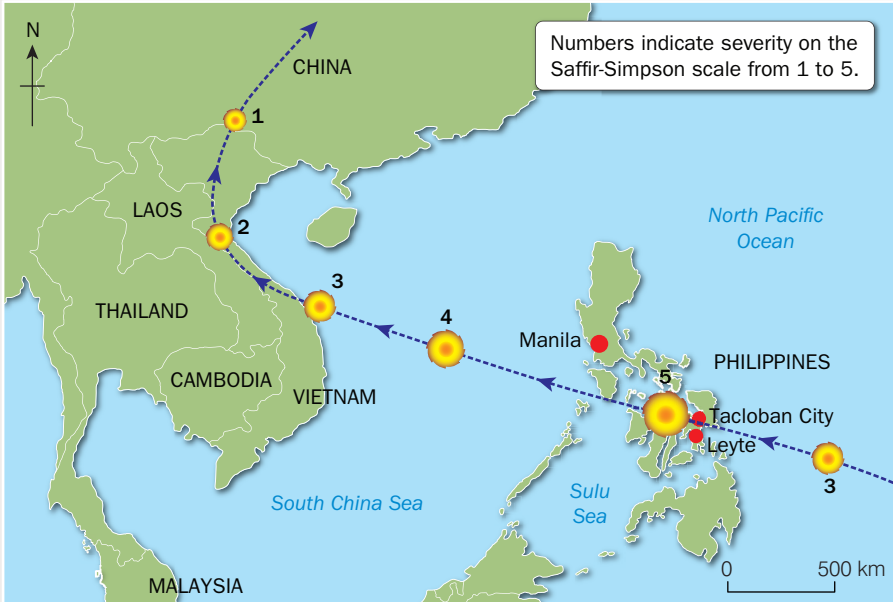 N
CHINA
Numbers indicate severity on the
Saffir-Simpson scale from 1 to 5.
1
LAOS
2
North Pacific
Ocean
3
THAILAND
4
Manila
PHILIPPINES
CAMBODIA
VIETNAM
5
Tacloban City
Leyte
3
South China Sea
Sulu
Sea
MALAYSIA
0 500 km